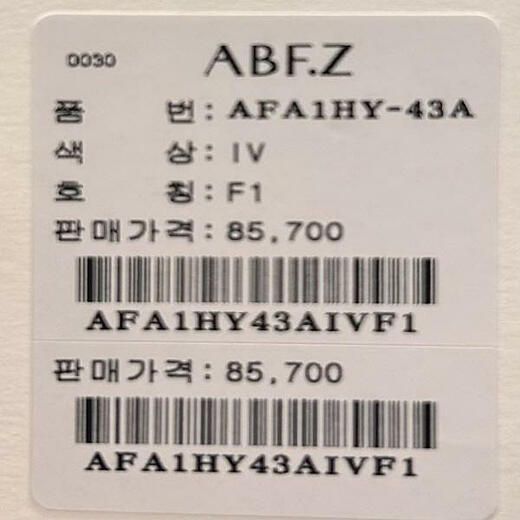 0030 ABF.Z
품 번: AFA1HY-43A
색 상: IV
호 칭: F1
판매가격: 85,700
AFA1HY43AIVF1
판매가격: 85,700
AFA1HY43AIVF1